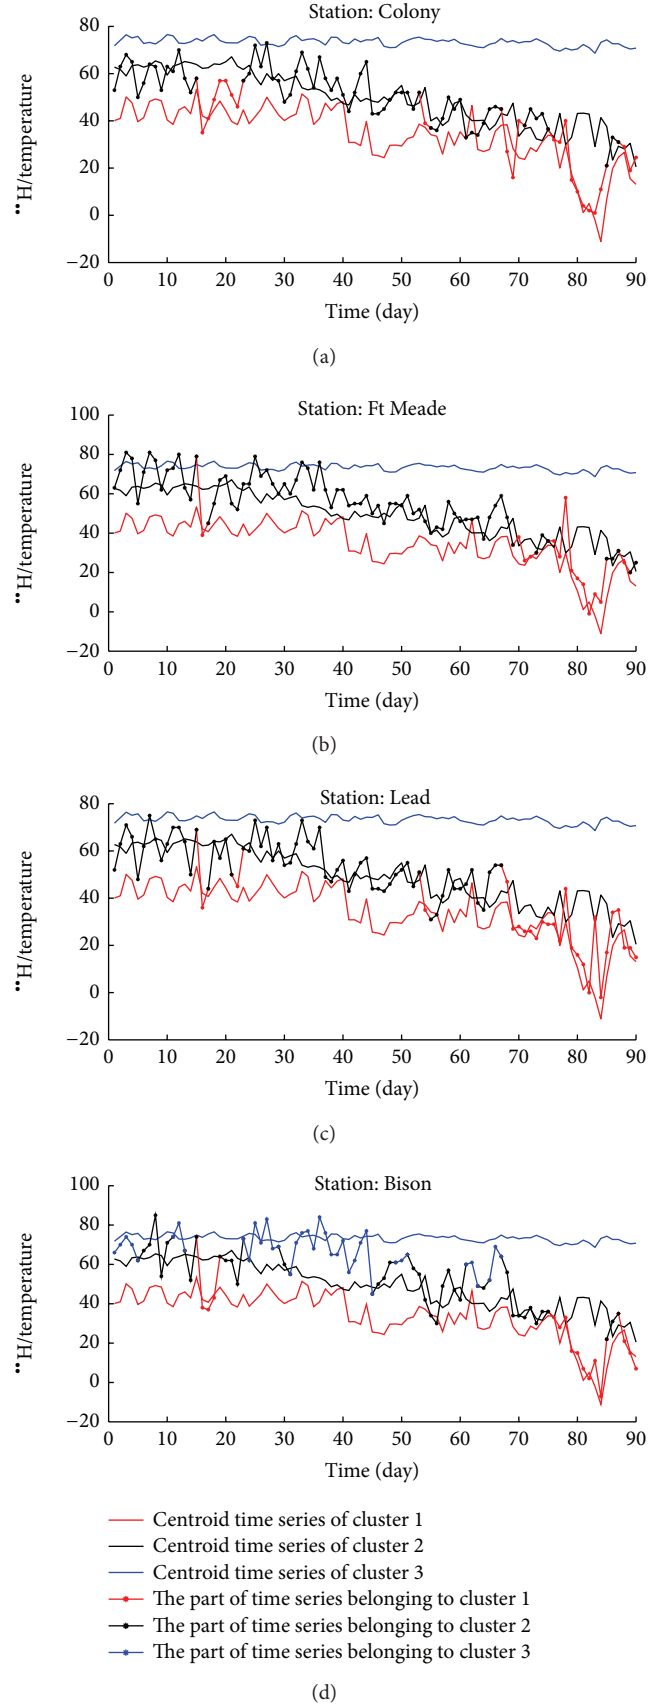 Station: Colony
80
60
40
20
0
−20
••H/temperature
0 10 20 30 40 50 60 70 80 90
Time (day)
(a)
Station: Ft Meade
100
80
60
40
20
0
−20
••H/temperature
0 10 20 30 40 50 60 70 80 90
Time (day)
(b)
Station: Lead
80
60
40
20
0
−20
••H/temperature
0 10 20 30 40 50 60 70 80 90
Time (day)
(c)
Station: Bison
100
80
60
40
20
0
−20
••H/temperature
0 10 20 30 40 50 60 70 80 90
Time (day)
Centroid time series of cluster 1
Centroid time series of cluster 2
Centroid time series of cluster 3
The part of time series belonging to cluster 1
The part of time series belonging to cluster 2
The part of time series belonging to cluster 3
(d)